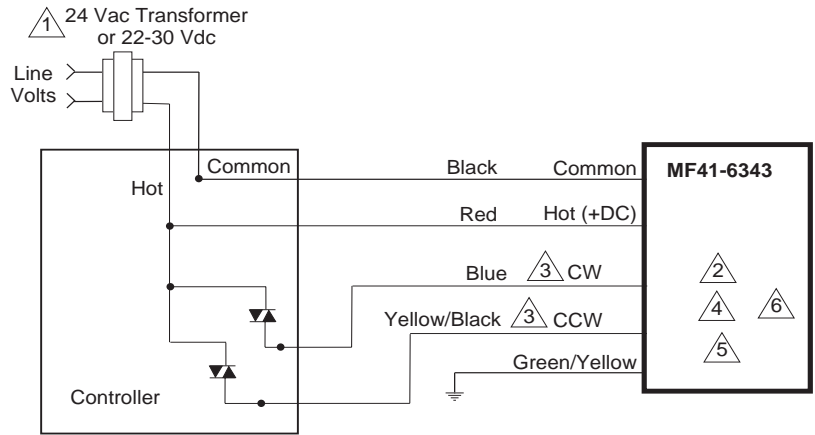 1 24 Vac Transformer
or 22-30 Vdc
Line
Volts
Common
Black
Common
MF41-6343
Hot
Red
Hot (+DC)
Blue
3
CW
2
Yellow/Black
3
CCW
4
6
Green/Yellow
5
Controller